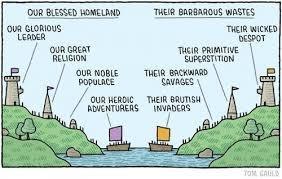 OUR BLESSED HOMELAND
THEIR BARBAROUS WASTES
OUR GLORIOUS
LEADER
OUR GREAT
RELIGION
OUR NOBLE
POPULACE
OUR HEROIC
ADVENTURERS
THEIR WICKED
DESPOT
THEIR PRIMITIVE
SUPERSTITION
THEIR BACKWARD
SAVAGES
THEIR BRUTISH
INVADERS
TOM GAULD